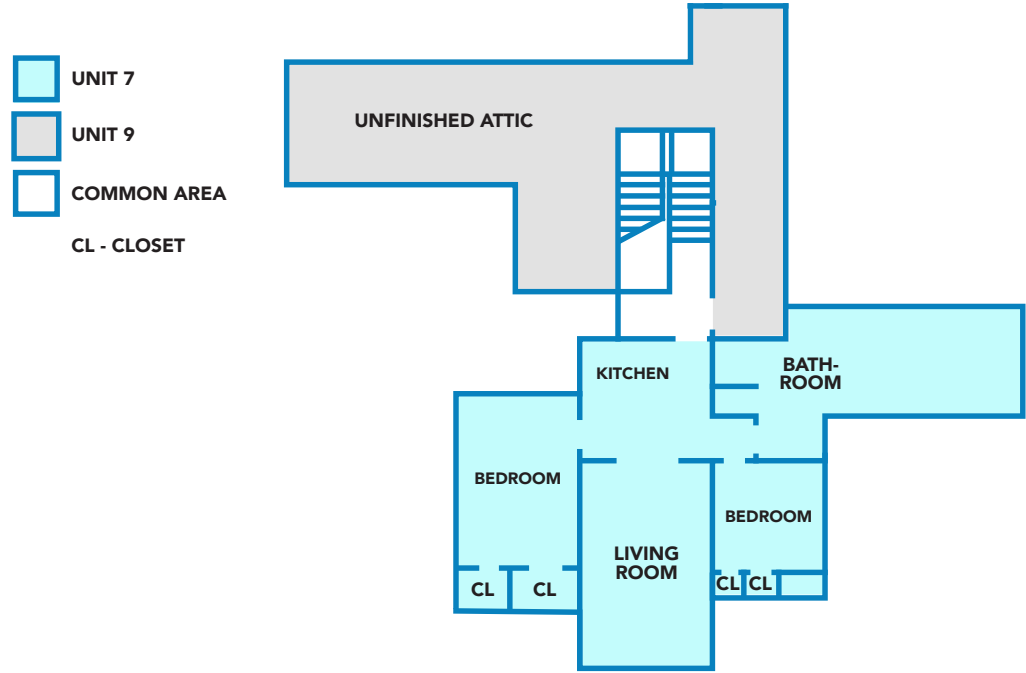 UNIT 7
UNIT 9
COMMON AREA
CL - CLOSET
UNFINISHED ATTIC
KITCHEN
BATH-
ROOM
BEDROOM
BEDROOM
LIVING
ROOM
CL
CL
CL
CL